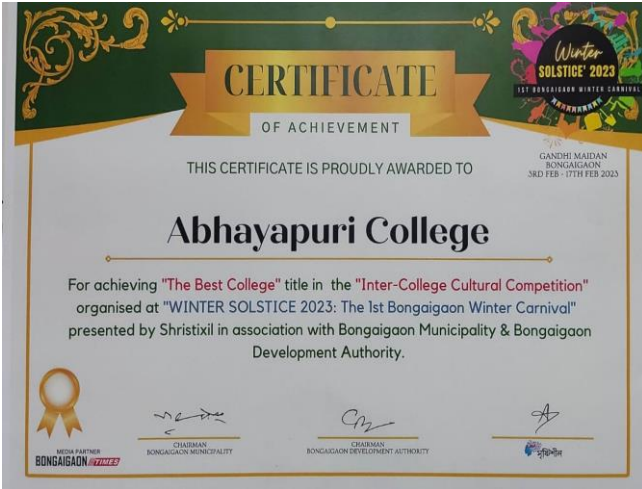 CERTIFICATE
OF ACHIEVEMENT
Winter
SOLSTICE' 2023
1ST BONGAIGAON WINTER CARNIVAL
GANDHI MAIDAN
BONGAIGAON
3RD FEB - 17TH FEB 2023
THIS CERTIFICATE IS PROUDLY AWARDED TO
Abhayapuri College
For achieving "The Best College" title in the "Inter-College Cultural Competition"
organised at "WINTER SOLSTICE 2023: The 1st Bongaigaon Winter Carnival"
presented by Shristixil in association with Bongaigaon Municipality & Bongaigaon
Development Authority.
MEDIA PARTNER
BONGAIGAON TIMES
CHAIRMAN
BONGAIGAON MUNICIPALITY
CHAIRMAN
BONGAIGAON DEVELOPMENT AUTHORITY